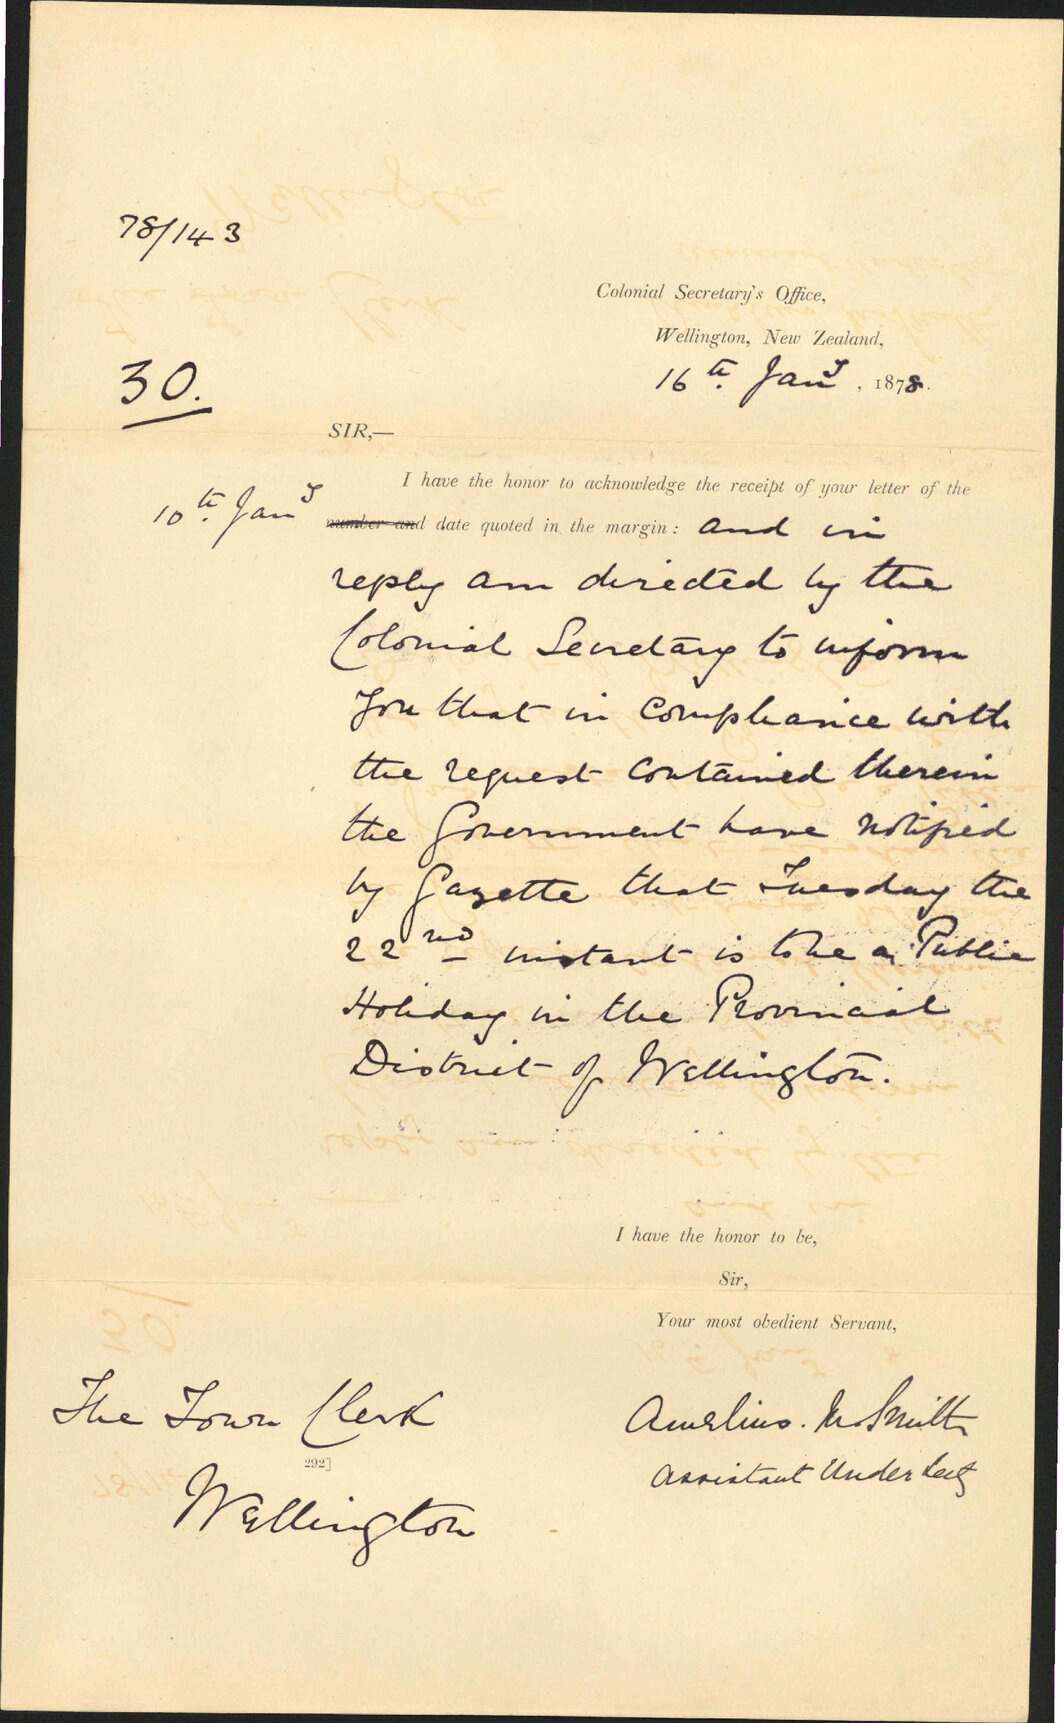 78/143
Colonial Secretary's Office,
Wellington, New Zealand,
16th. Jany, 1878.
30.
SIR,—
I have the honor to acknowledge the receipt of your letter of the
10th. Jany
number and date quoted in the margin: and in
reply am directed by the
Colonial Secretary to inform
you that in compliance with
the request contained therein
the Government have notified
by Gazette that Tuesday the
22nd instant is to be a Public
Holiday in the Provincial
District of Wellington.
I have the honor to be,
Sir,
Your most obedient Servant,
The Town Clerk
292]
Wellington
Smith
Assistant Under Secty